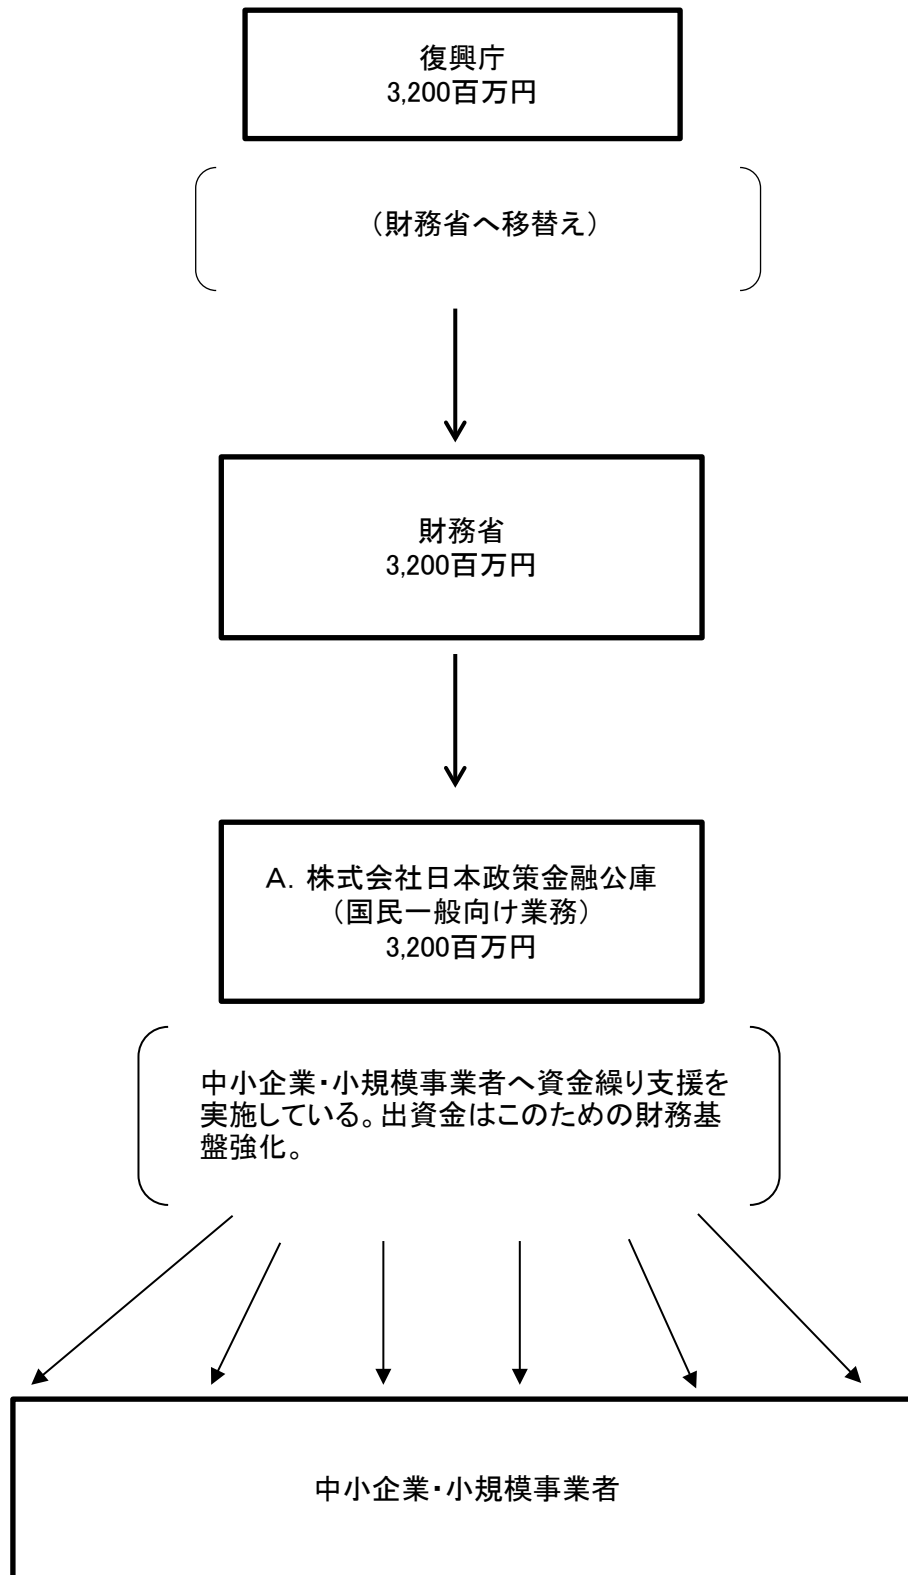 復興庁
3,200百万円
(財務省へ移替え)
財務省
3,200百万円
A. 株式会社日本政策金融公庫
(国民一般向け業務)
3,200百万円
中小企業・小規模事業者へ資金繰り支援を
実施している。出資金はこのための財務基
盤強化。
中小企業・小規模事業者